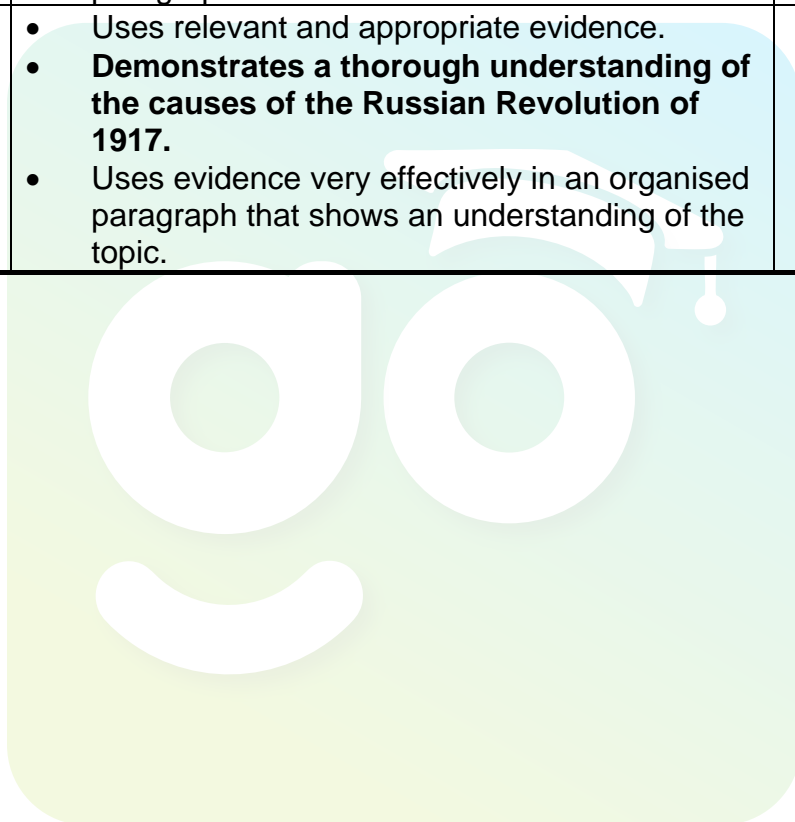 • Uses relevant and appropriate evidence.
• Demonstrates a thorough understanding of
the causes of the Russian Revolution of
1917.
• Uses evidence very effectively in an organised
paragraph that shows an understanding of the
topic.
go